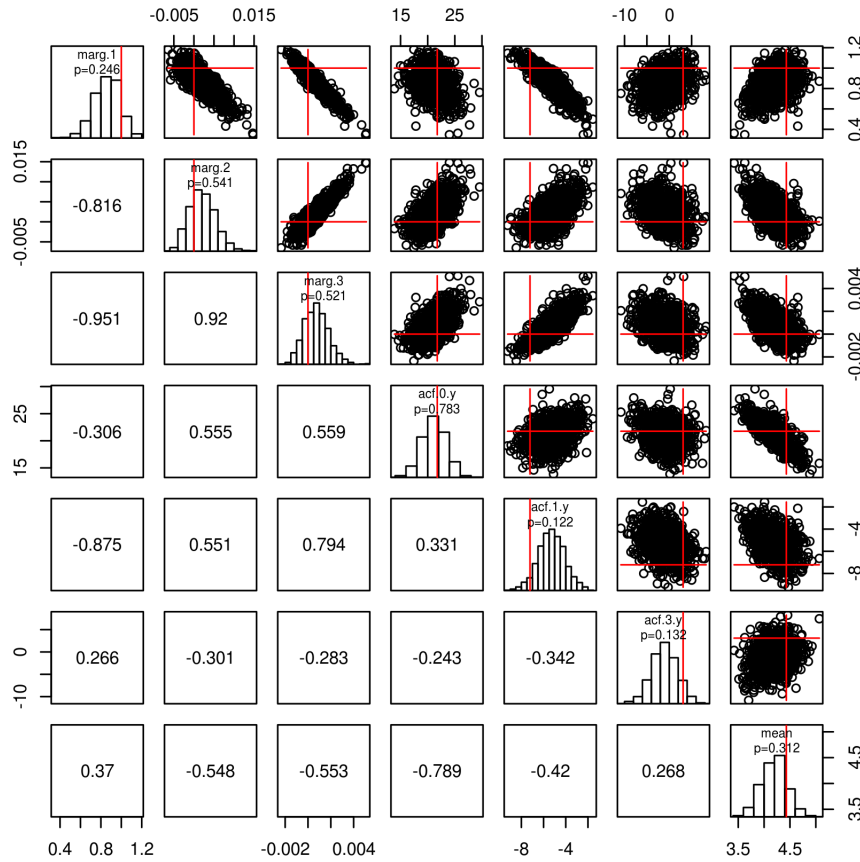 -0.005 0.015 15 25 -10 0
marg.1
p=0.246
0.4 0.8 1.2
-0.005 0.015
-0.816
marg.2
p=0.541
-0.951
0.92
marg.3
p=0.521
-0.002 0.004
15 25
-0.306
0.555
0.559
acf.0.y
p=0.783
-0.875
0.551
0.794
0.331
acf.1.y
p=0.122
-8 -4
-10 0
0.266
-0.301
-0.283
-0.243
-0.342
acf.3.y
p=0.132
0.37
-0.548
-0.553
-0.789
-0.42
0.268
mean
p=0.312
3.5 4.5
0.4 0.8 1.2 -0.002 0.004 -8 -4 3.5 4.5